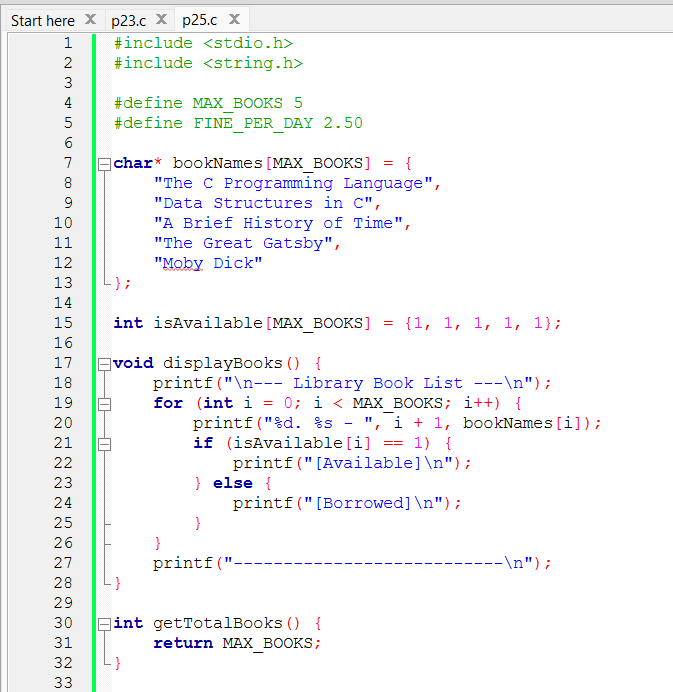 Start here X p23.c X p25.c X
1 #include <stdio.h>
2 #include <string.h>
3
4 #define MAX_BOOKS 5
5 #define FINE_PER_DAY 2.50
6
7 char* bookNames[MAX_BOOKS] = {
8     "The C Programming Language",
9     "Data Structures in C",
10     "A Brief History of Time",
11     "The Great Gatsby",
12     "Moby Dick"
13 };
14
15 int isAvailable[MAX_BOOKS] = {1, 1, 1, 1, 1};
16
17 void displayBooks() {
18     printf("\n--- Library Book List ---\n");
19     for (int i = 0; i < MAX_BOOKS; i++) {
20         printf("%d. %s - ", i + 1, bookNames[i]);
21         if (isAvailable[i] == 1) {
22             printf("[Available]\n");
23         } else {
24             printf("[Borrowed]\n");
25         }
26     }
27     printf("---------------------------\n");
28 }
29
30 int getTotalBooks() {
31     return MAX_BOOKS;
32 }
33